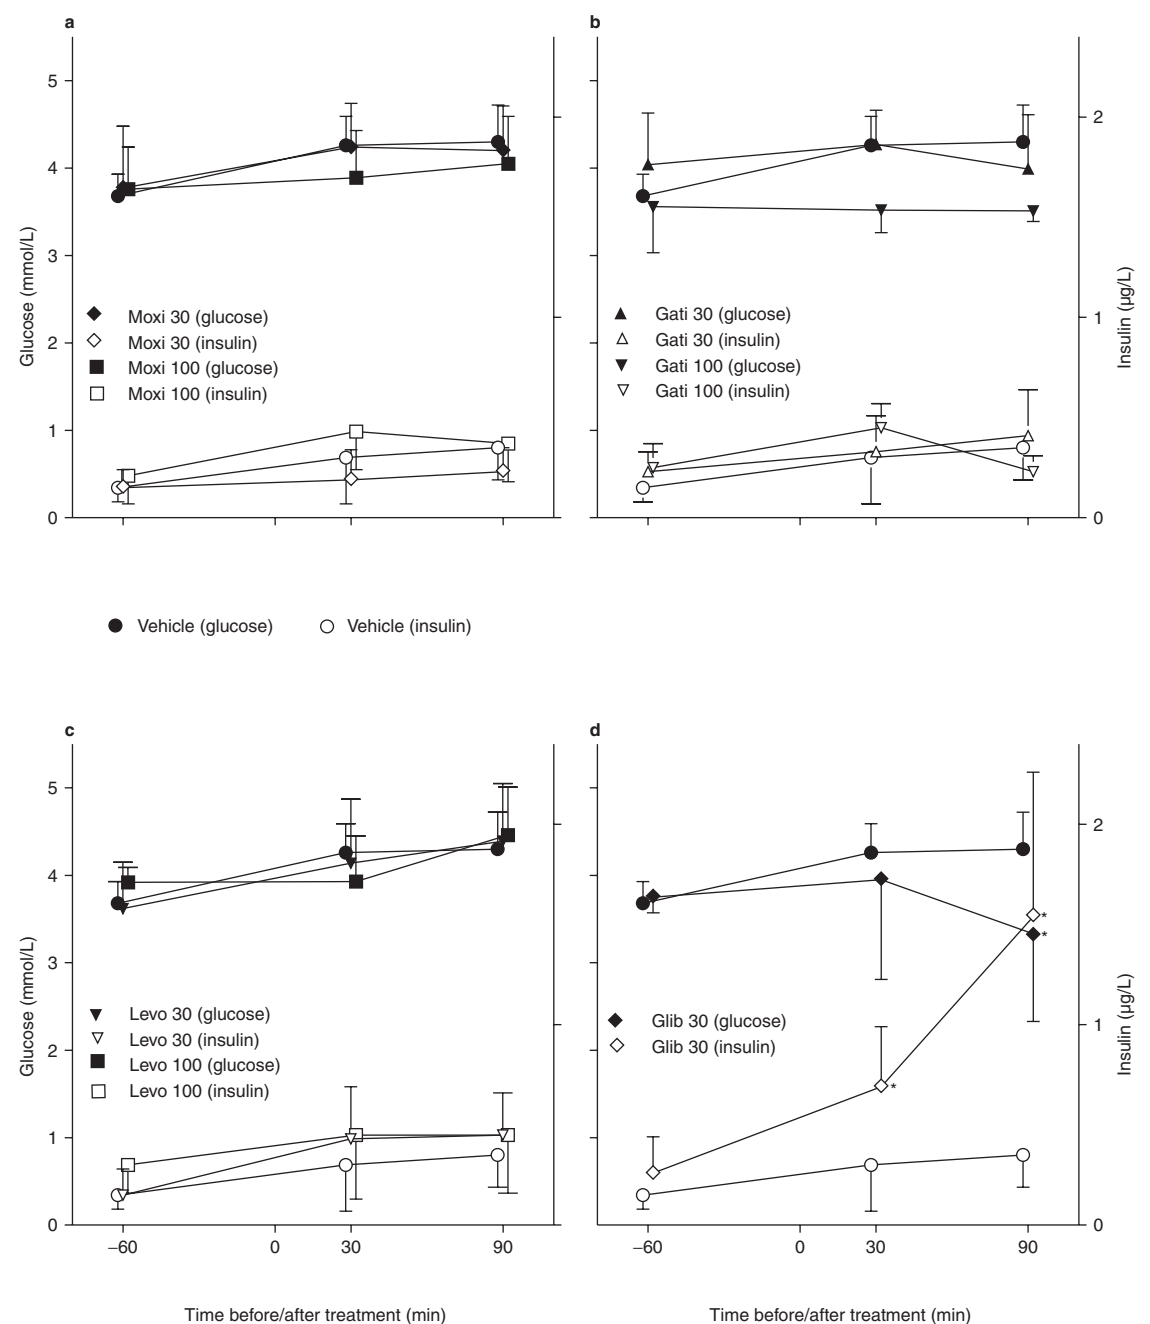 a
b
5
4
3
2
1
0
Glucose (mmol/L)
Moxi 30 (glucose)
Moxi 30 (insulin)
Moxi 100 (glucose)
Moxi 100 (insulin)
Gati 30 (glucose)
Gati 30 (insulin)
Gati 100 (glucose)
Gati 100 (insulin)
2
1
0
Insulin (µg/L)
Vehicle (glucose)
Vehicle (insulin)
c
d
5
4
3
2
1
0
Glucose (mmol/L)
Levo 30 (glucose)
Levo 30 (insulin)
Levo 100 (glucose)
Levo 100 (insulin)
−60
0
30
90
Time before/after treatment (min)
*
*
*
Glib 30 (glucose)
Glib 30 (insulin)
2
1
0
Insulin (µg/L)
−60
0
30
90
Time before/after treatment (min)